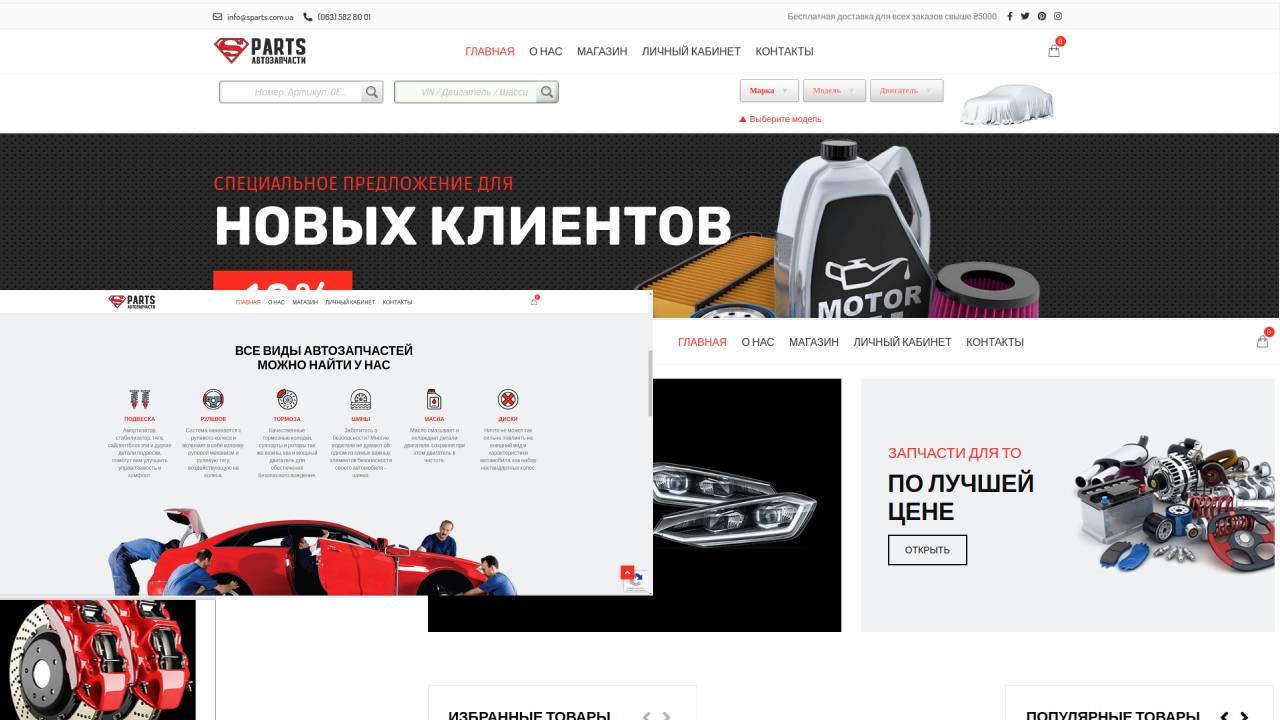 info@sparts.com.ua
(063) 582 80 01
Бесплатная доставка для всех заказов свыше ₴5000
PARTS
АВТОЗАПЧАСТИ
ГЛАВНАЯ О НАС МАГАЗИН ЛИЧНЫЙ КАБИНЕТ КОНТАКТЫ
0
Номер, Артикул, OE...
VIN / Двигатель / Шасси
Марка
Модель
Двигатель
Выберите модель
СПЕЦИАЛЬНОЕ ПРЕДЛОЖЕНИЕ ДЛЯ
НОВЫХ КЛИЕНТОВ
MOTOR
PARTS
АВТОЗАПЧАСТИ
ГЛАВНАЯ О НАС МАГАЗИН ЛИЧНЫЙ КАБИНЕТ КОНТАКТЫ
ВСЕ ВИДЫ АВТОЗАПЧАСТЕЙ
МОЖНО НАЙТИ У НАС
ПОДВЕСКА
Амортизатор,
стабилизатор, тяга,
сайлентблок эти и другие
детали подвески,
помогут вам улучшить
управляемость и
комфорт.
РУЛЕВОЕ
Система начинается с
рулевого колеса и
включает в себя колонку,
рулевой механизм и
рулевую тягу,
воздействующую на
колеса.
ТОРМОЗА
Качественные
тормозные колодки,
суппорты и роторы так
же важны, как и мощный
двигатель для
обеспечения
безопасного вождения.
ШИНЫ
Заботитесь о
безопасности? Многие
водители не думают об
одном из самых важных
элементов безопасности
своего автомобиля -
шинах.
МАСЛА
Масло смазывает и
охлаждает детали
двигателя, сохраняя при
этом двигатель в
чистоте.
ДИСКИ
Ничто не может так
сильно повлиять на
внешний вид и
характеристики
автомобиля, как набор
нестандартных колес.
ГЛАВНАЯ О НАС МАГАЗИН ЛИЧНЫЙ КАБИНЕТ КОНТАКТЫ
0
ЗАПЧАСТИ ДЛЯ ТО
ПО ЛУЧШЕЙ
ЦЕНЕ
ОТКРЫТЬ
ИЗБРАННЫЕ ТОВАРЫ
ПОПУЛЯРНЫЕ ТОВАРЫ